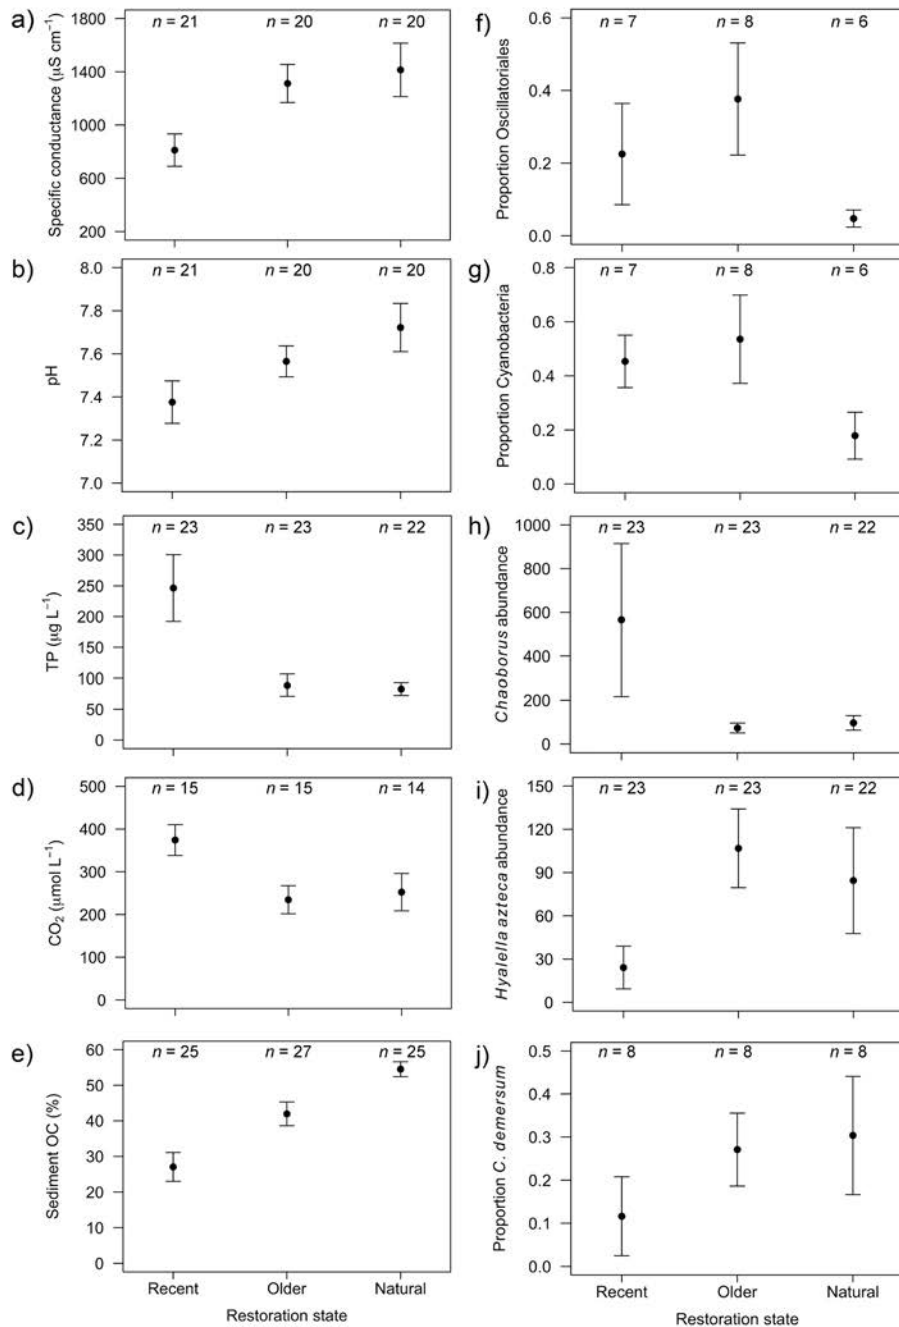 a)
n = 21 n = 20 n = 20
1800
1400
1000
600
200
Specific conductance (μS cm⁻¹)
b)
n = 21 n = 20 n = 20
8.0
7.8
7.6
7.4
7.2
7.0
pH
c)
n = 23 n = 23 n = 22
350
300
250
200
150
100
50
0
TP (μg L⁻¹)
d)
n = 15 n = 15 n = 14
500
400
300
200
100
0
CO₂ (μmol L⁻¹)
e)
n = 25 n = 27 n = 25
60
50
40
30
20
10
0
Sediment OC (%)
Recent Older Natural
Restoration state
f)
n = 7 n = 8 n = 6
0.6
0.4
0.2
0.0
Proportion Oscillatoriales
g)
n = 7 n = 8 n = 6
0.8
0.6
0.4
0.2
0.0
Proportion Cyanobacteria
h)
n = 23 n = 23 n = 22
1000
800
600
400
200
0
Chaoborus abundance
i)
n = 23 n = 23 n = 22
150
120
90
60
30
0
Hyalella azteca abundance
j)
n = 8 n = 8 n = 8
0.5
0.4
0.3
0.2
0.1
0.0
Proportion C. demersum
Recent Older Natural
Restoration state